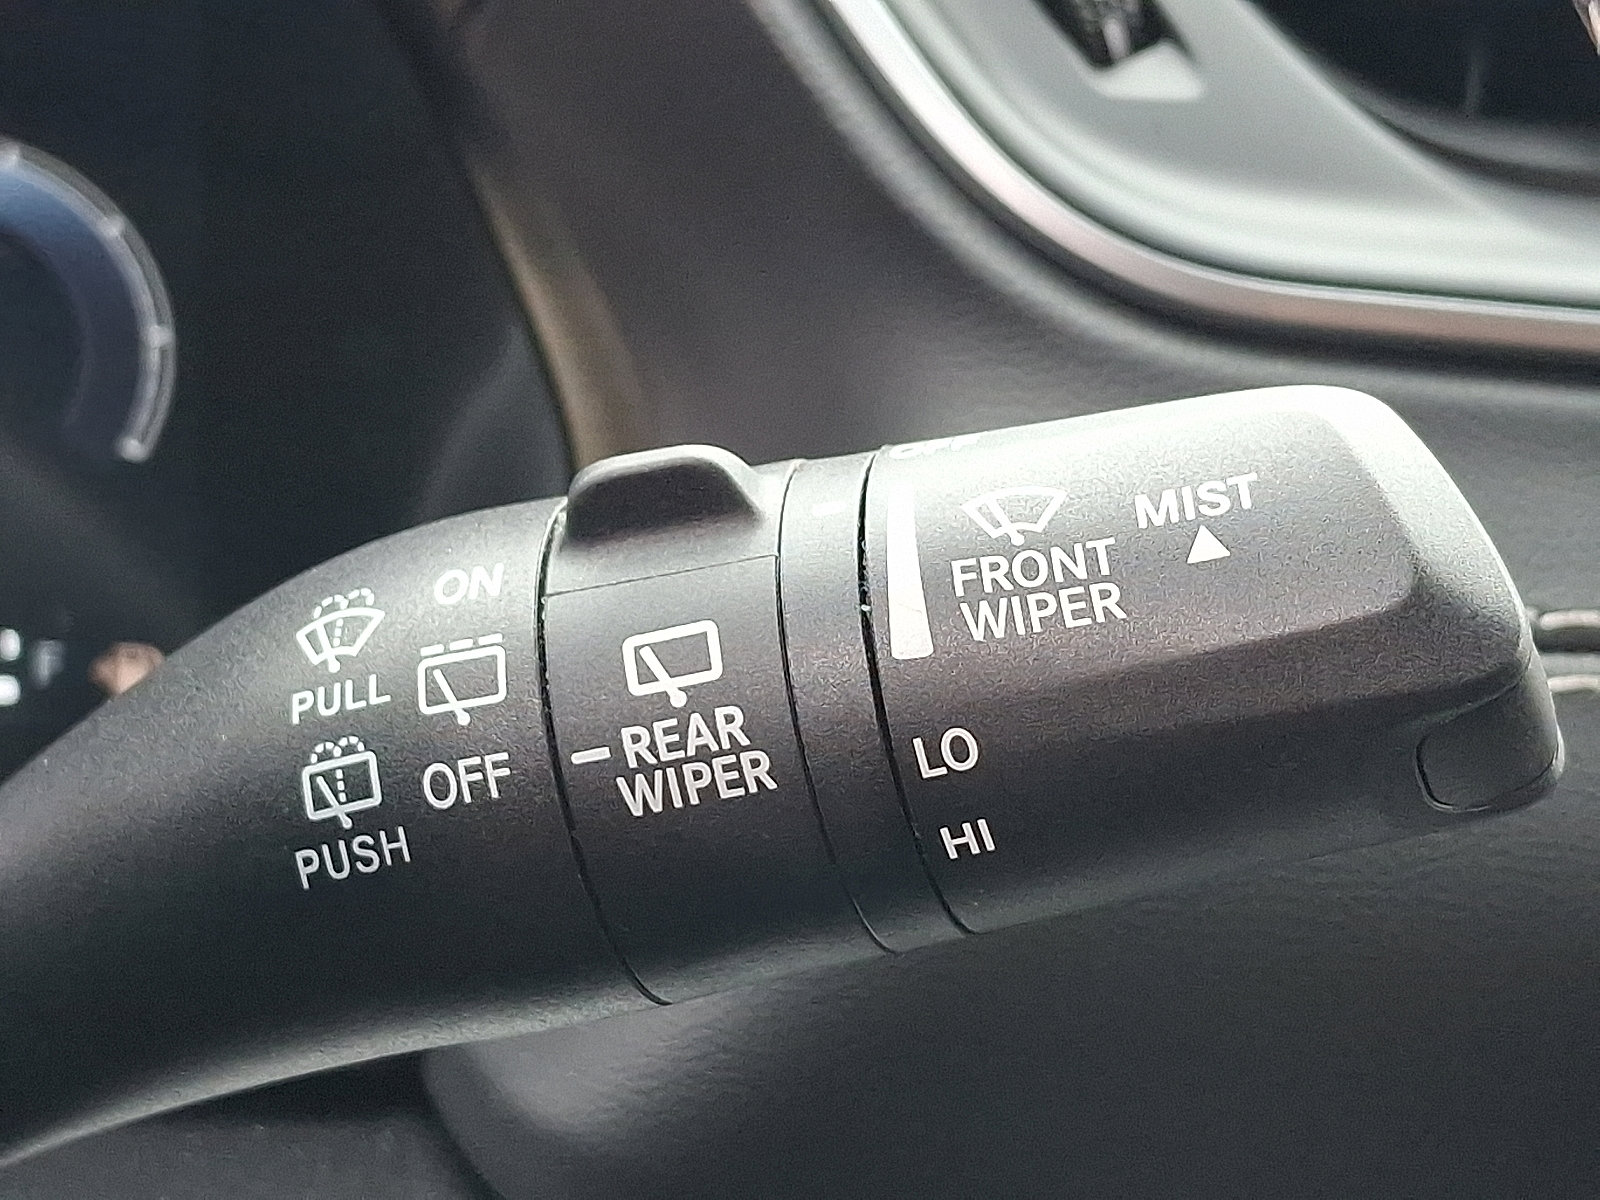 PULL
PUSH
ON
OFF
REAR
WIPER
FRONT
WIPER
MIST
LO
HI